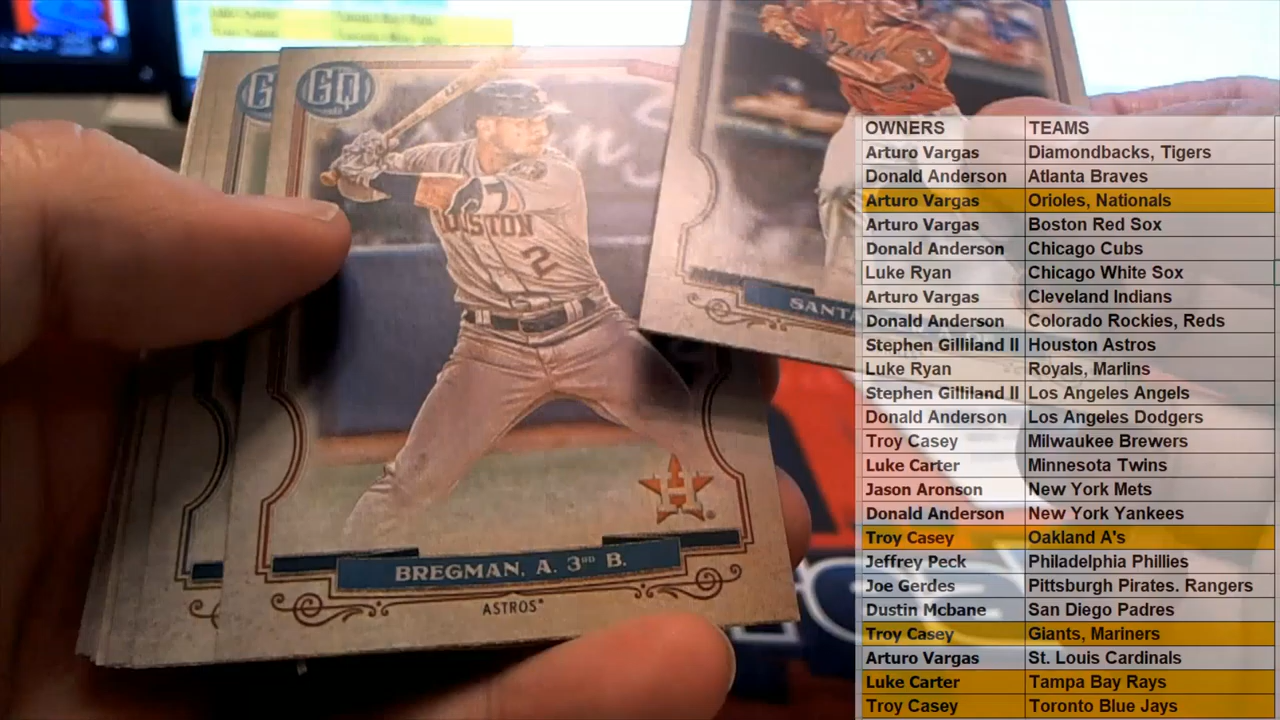 GQ
G
HOUSTON
2
SANTA
BREGMAN, A. 3RD B.
ASTROS
H
OWNERS TEAMS
Arturo Vargas Diamondbacks, Tigers
Donald Anderson Atlanta Braves
Arturo Vargas Orioles, Nationals
Arturo Vargas Boston Red Sox
Donald Anderson Chicago Cubs
Luke Ryan Chicago White Sox
Arturo Vargas Cleveland Indians
Donald Anderson Colorado Rockies, Reds
Stephen Gilliland II Houston Astros
Luke Ryan Royals, Marlins
Stephen Gilliland II Los Angeles Angels
Donald Anderson Los Angeles Dodgers
Troy Casey Milwaukee Brewers
Luke Carter Minnesota Twins
Jason Aronson New York Mets
Donald Anderson New York Yankees
Troy Casey Oakland A's
Jeffrey Peck Philadelphia Phillies
Joe Gerdes Pittsburgh Pirates. Rangers
Dustin Mcbane San Diego Padres
Troy Casey Giants, Mariners
Arturo Vargas St. Louis Cardinals
Luke Carter Tampa Bay Rays
Troy Casey Toronto Blue Jays